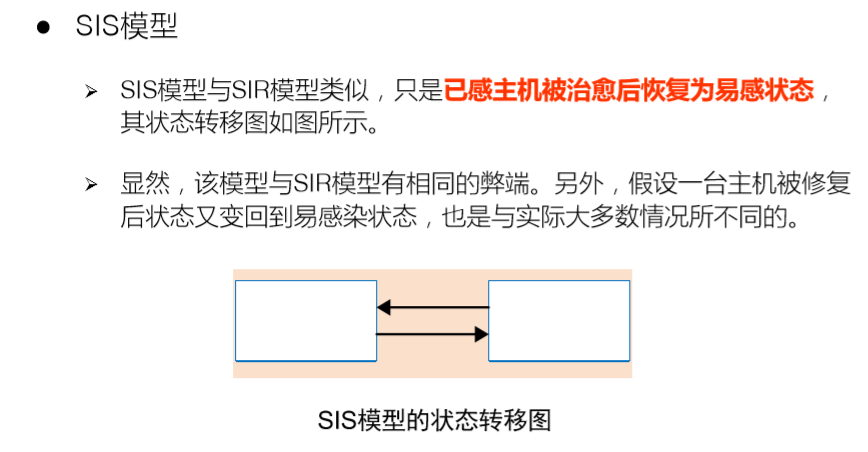 ● SIS模型
➢ SIS模型与SIR模型类似，只是已感主机被治愈后恢复为易感状态，
其状态转移图如图所示。
➢ 显然，该模型与SIR模型有相同的弊端。另外，假设一台主机被修复
后状态又变回到易感染状态，也是与实际大多数情况所不同的。
SIS模型的状态转移图